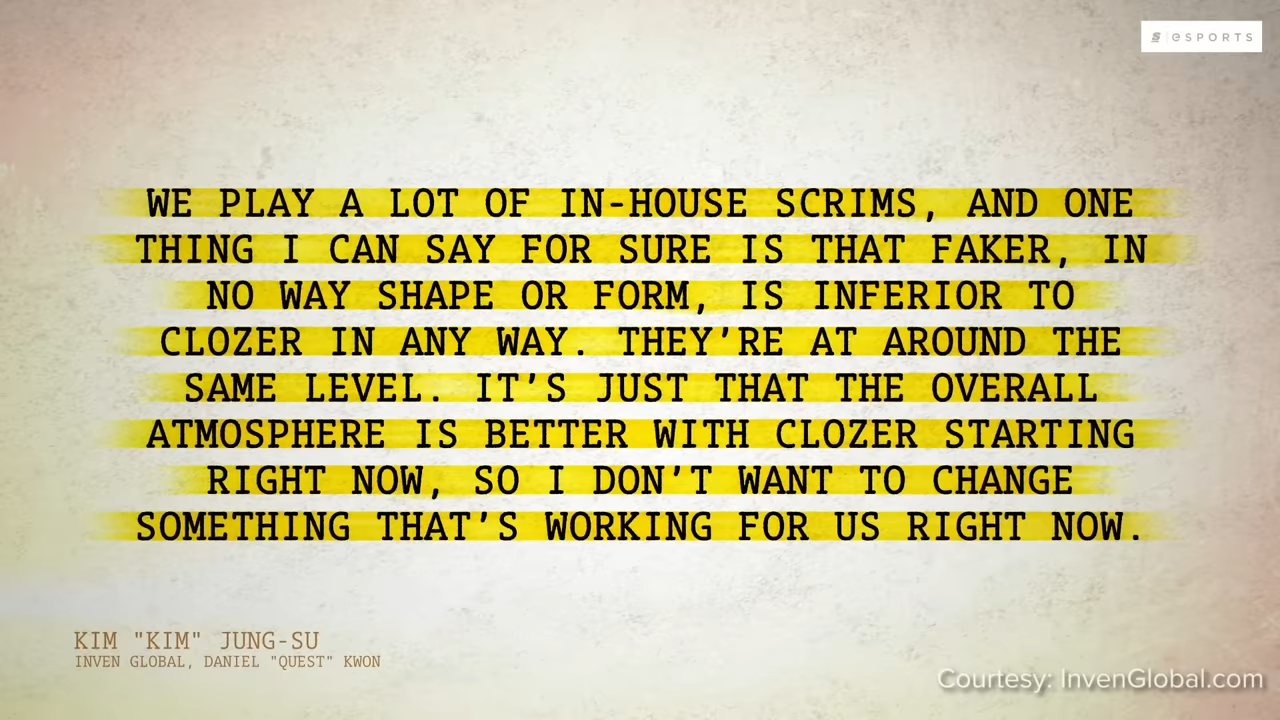 eSPORTS
WE PLAY A LOT OF IN-HOUSE SCRIMS, AND ONE
THING I CAN SAY FOR SURE IS THAT FAKER, IN
NO WAY SHAPE OR FORM, IS INFERIOR TO
CLOZER IN ANY WAY. THEY'RE AT AROUND THE
SAME LEVEL. IT'S JUST THAT THE OVERALL
ATMOSPHERE IS BETTER WITH CLOZER STARTING
RIGHT NOW, SO I DON'T WANT TO CHANGE
SOMETHING THAT'S WORKING FOR US RIGHT NOW.
KIM "KIM" JUNG-SU
INVEN GLOBAL, DANIEL "QUEST" KWON
Courtesy: InvenGlobal.com